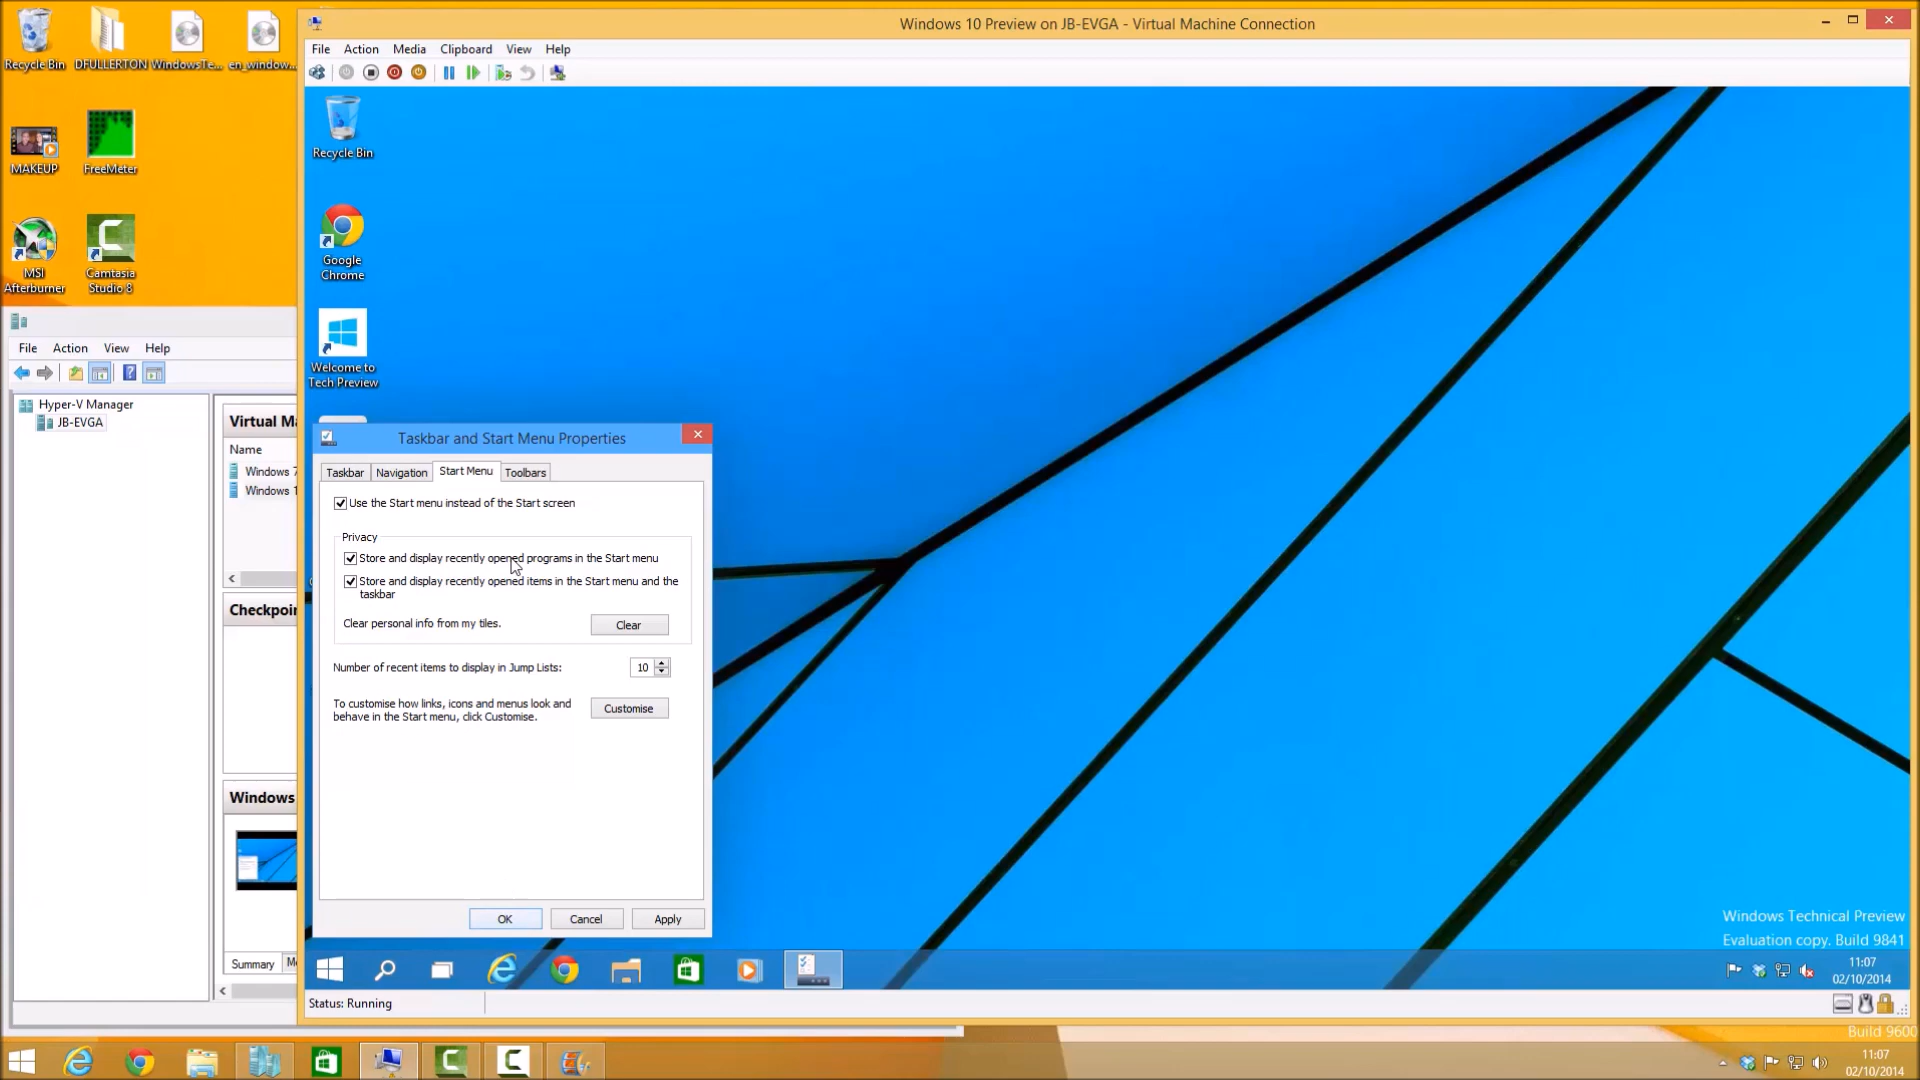 Recycle Bin
DFULLERTON
WindowsTe...
en_window...
MAKEUP
FreeMeter
MSI
Afterburner
Camtasia
Studio 8
File Action View Help
Hyper-V Manager
JB-EVGA
Virtual Ma
Name
Windows 7
Windows 1
Checkpoin
Windows
Summary
Windows 10 Preview on JB-EVGA - Virtual Machine Connection
File Action Media Clipboard View Help
Recycle Bin
Google
Chrome
Welcome to
Tech Preview
Taskbar and Start Menu Properties
Taskbar Navigation Start Menu Toolbars
Use the Start menu instead of the Start screen
Privacy
Store and display recently opened programs in the Start menu
Store and display recently opened items in the Start menu and the
taskbar
Clear personal info from my tiles.
Clear
Number of recent items to display in Jump Lists:
10
To customise how links, icons and menus look and
behave in the Start menu, click Customise.
Customise
OK Cancel Apply
Windows Technical Preview
Evaluation copy. Build 9841
11:07
02/10/2014
Status: Running
Build 9600
11:07
02/10/2014